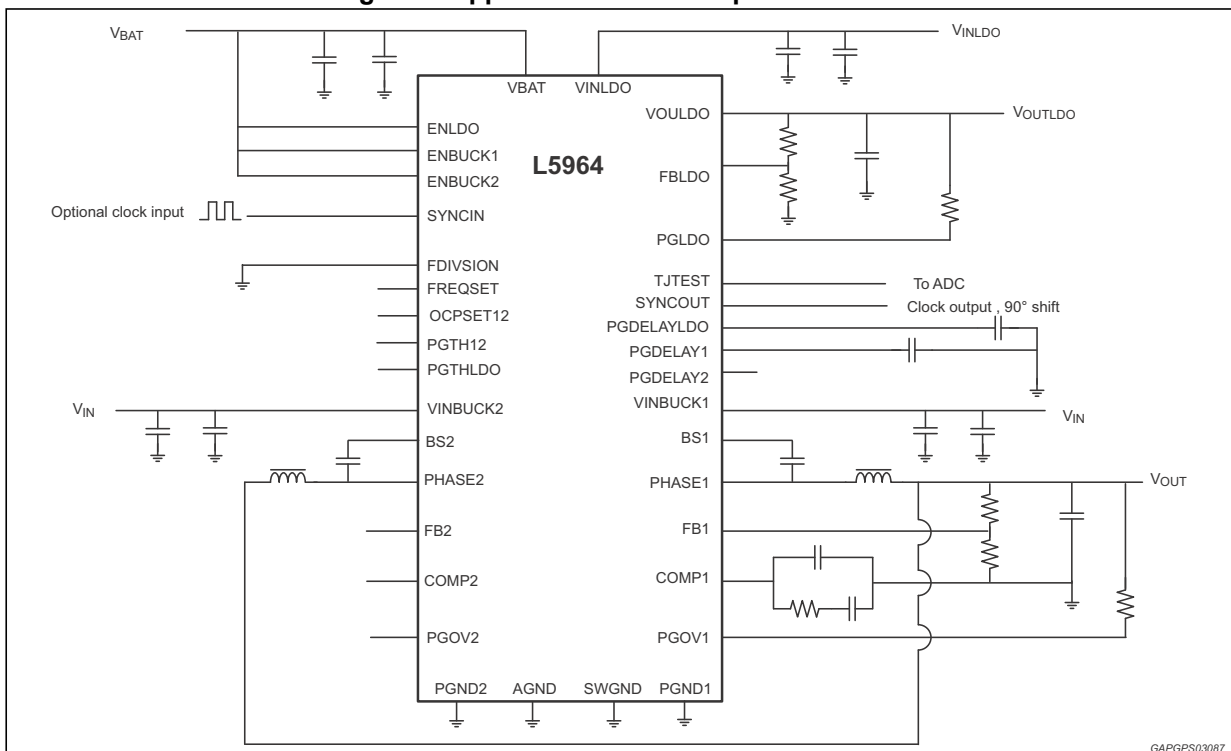 VBAT
VINLDO
VBAT
VINLDO
VOULDO
VOUTLDO
ENLDO
ENBUCK1
L5964
FBLDO
ENBUCK2
Optional clock input
SYNCIN
PGLDO
FDIVSION
TJTEST
To ADC
FREQSET
SYNCOUT
Clock output , 90° shift
OCPSET12
PGDELAYLDO
PGTH12
PGDELAY1
PGTHLDO
PGDELAY2
VIN
VINBUCK2
VINBUCK1
VIN
BS2
BS1
PHASE2
PHASE1
VOUT
FB2
FB1
COMP2
COMP1
PGOV2
PGOV1
PGND2
AGND
SWGND
PGND1
GAPGPS03087